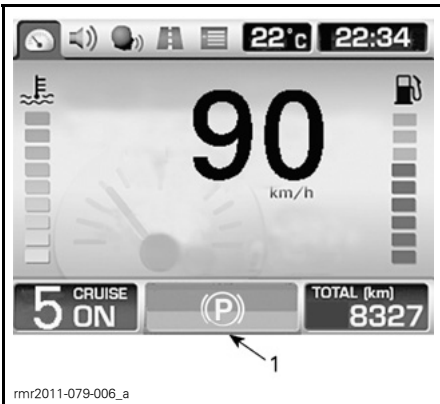 22°C 22:34
90
km/h
5 CRUISE ON
(P)
TOTAL (km)
8327
1
rmr2011-079-006_a